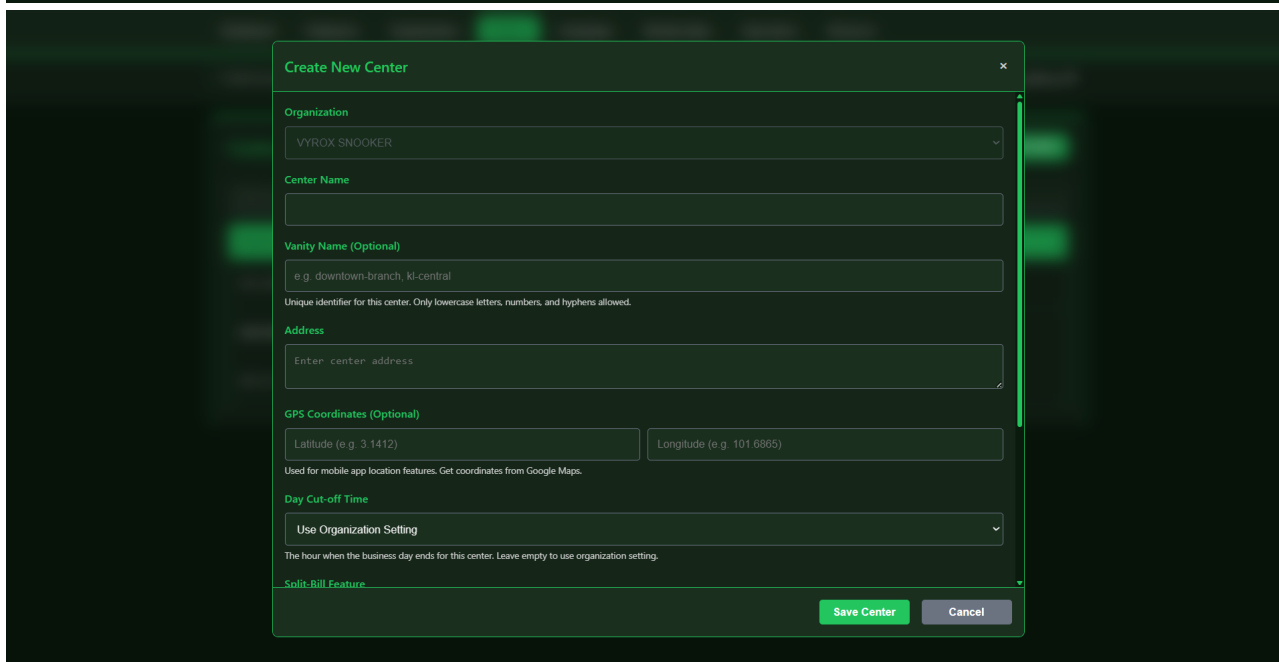 Create New Center
×
Organization
VYROX SNOOKER
Center Name
Vanity Name (Optional)
e.g. downtown-branch, kl-central
Unique identifier for this center. Only lowercase letters, numbers, and hyphens allowed.
Address
Enter center address
GPS Coordinates (Optional)
Latitude (e.g. 3.1412) Longitude (e.g. 101.6865)
Used for mobile app location features. Get coordinates from Google Maps.
Day Cut-off Time
Use Organization Setting
The hour when the business day ends for this center. Leave empty to use organization setting.
Split-Bill Feature
Save Center Cancel